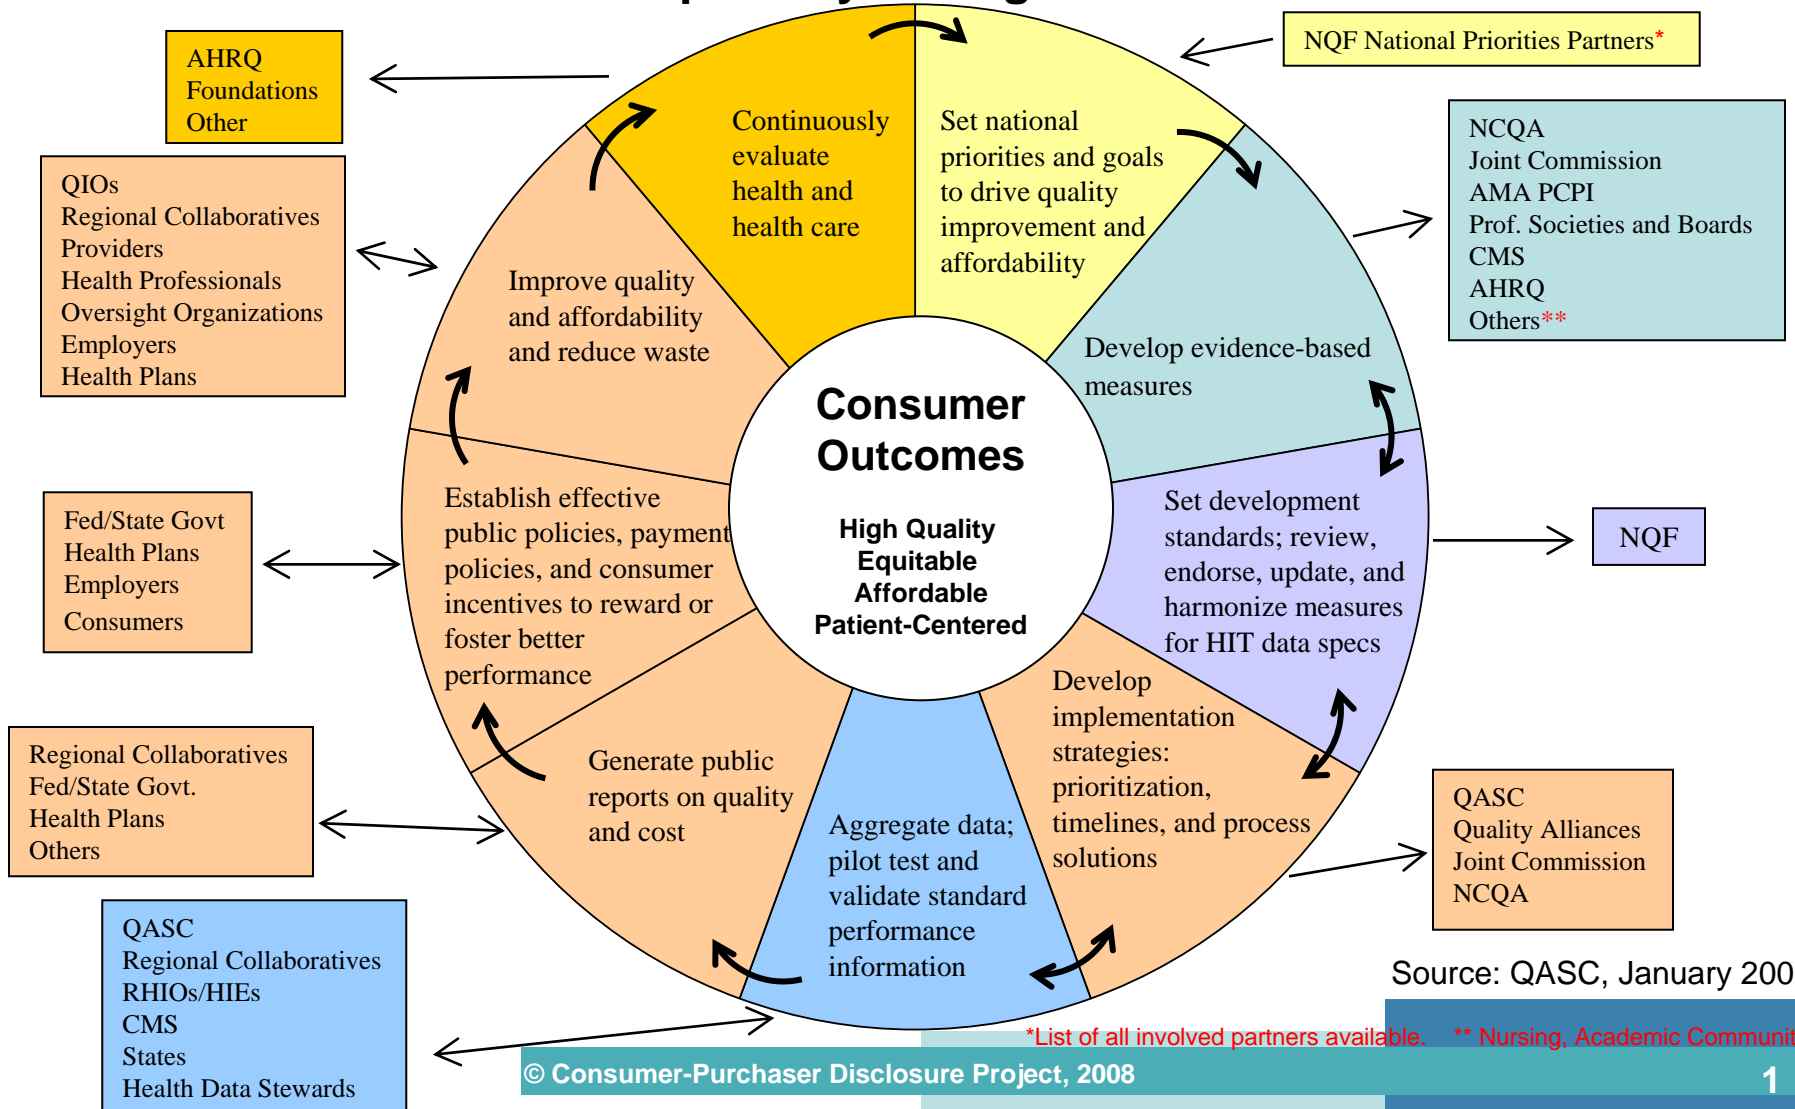 AHRQ
Foundations
Other
NQF National Priorities Partners*
QIOs
Regional Collaboratives
Providers
Health Professionals
Oversight Organizations
Employers
Health Plans
NCQA
Joint Commission
AMA PCPI
Prof. Societies and Boards
CMS
AHRQ
Others**
Continuously
evaluate
health and
health care
Set national
priorities and goals
to drive quality
improvement and
affordability
Improve quality
and affordability
and reduce waste
Develop evidence-based
measures
Consumer
Outcomes
High Quality
Equitable
Affordable
Patient-Centered
Fed/State Govt
Health Plans
Employers
Consumers
Establish effective
public policies, payment
policies, and consumer
incentives to reward or
foster better
performance
Set development
standards; review,
endorse, update, and
harmonize measures
for HIT data specs
NQF
Regional Collaboratives
Fed/State Govt.
Health Plans
Others
Generate public
reports on quality
and cost
Aggregate data;
pilot test and
validate standard
performance
information
Develop
implementation
strategies:
prioritization,
timelines, and process
solutions
QASC
Quality Alliances
Joint Commission
NCQA
QASC
Regional Collaboratives
RHIOs/HIEs
CMS
States
Health Data Stewards
Source: QASC, January 200
*List of all involved partners available. ** Nursing, Academic Communit
© Consumer-Purchaser Disclosure Project, 2008
1